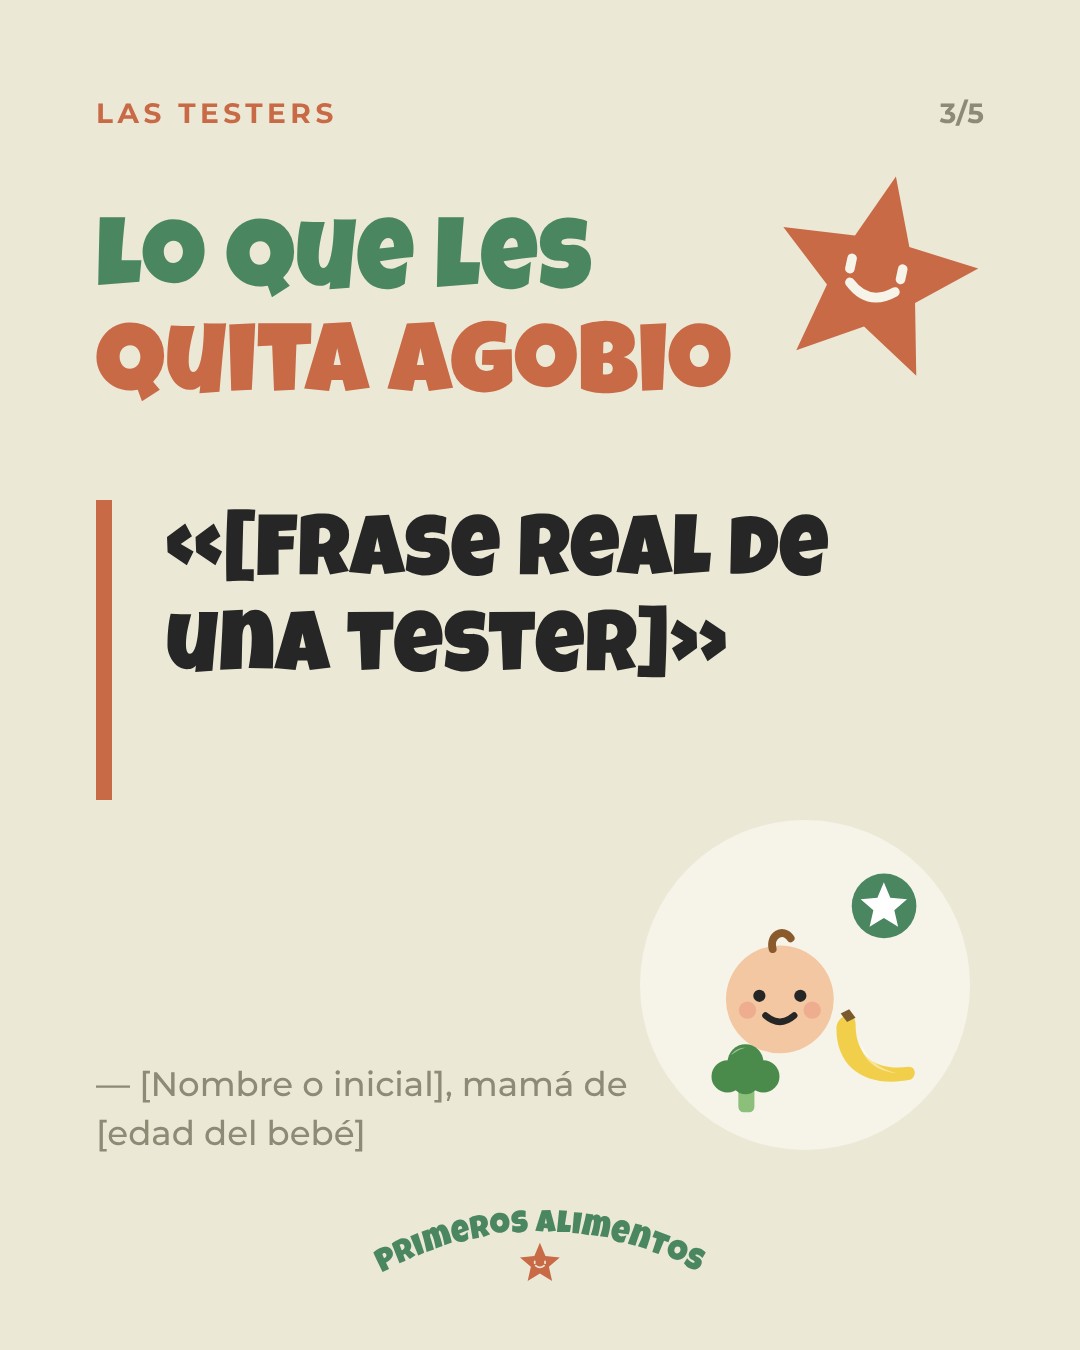 LAS TESTERS
3/5
Lo que les
quita agobio
«[Frase real de
una tester]»
— [Nombre o inicial], mamá de
[edad del bebé]
Primeros Alimentos